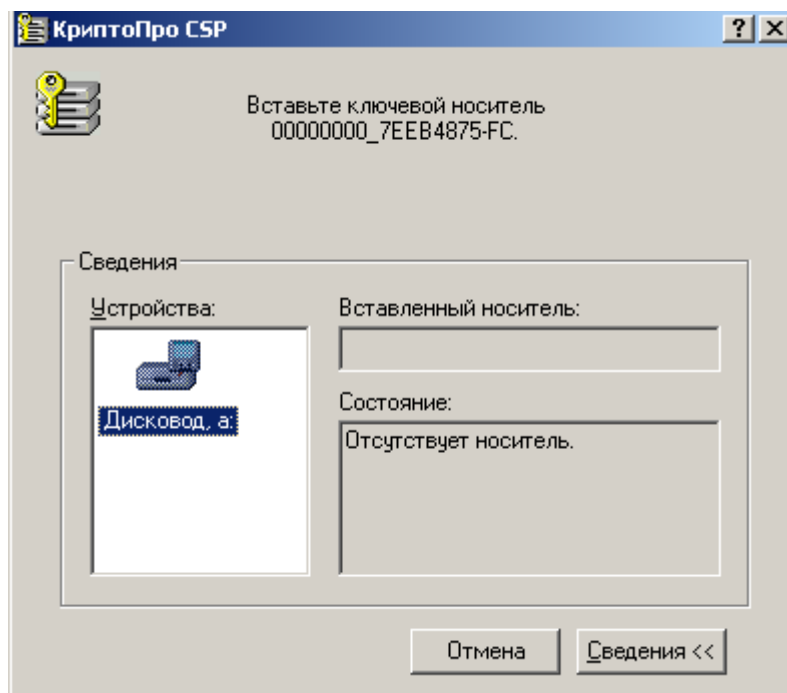 КриптоПро CSP
Вставьте ключевой носитель
00000000_7EEB4875-FC.
Сведения
Устройства:
Дисковод, a:
Вставленный носитель:
Состояние:
Отсутствует носитель.
Отмена
Сведения <<